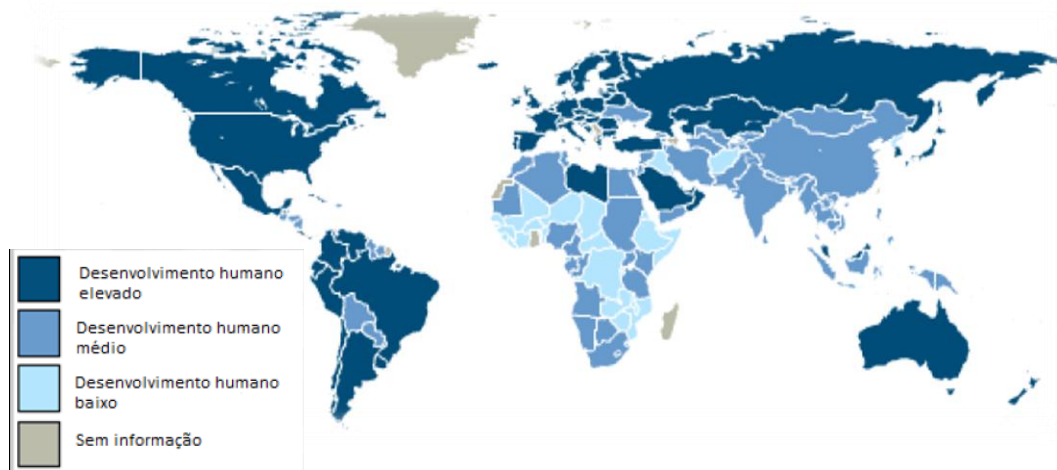 Desenvolvimento humano
elevado
Desenvolvimento humano
médio
Desenvolvimento humano
baixo
Sem informação